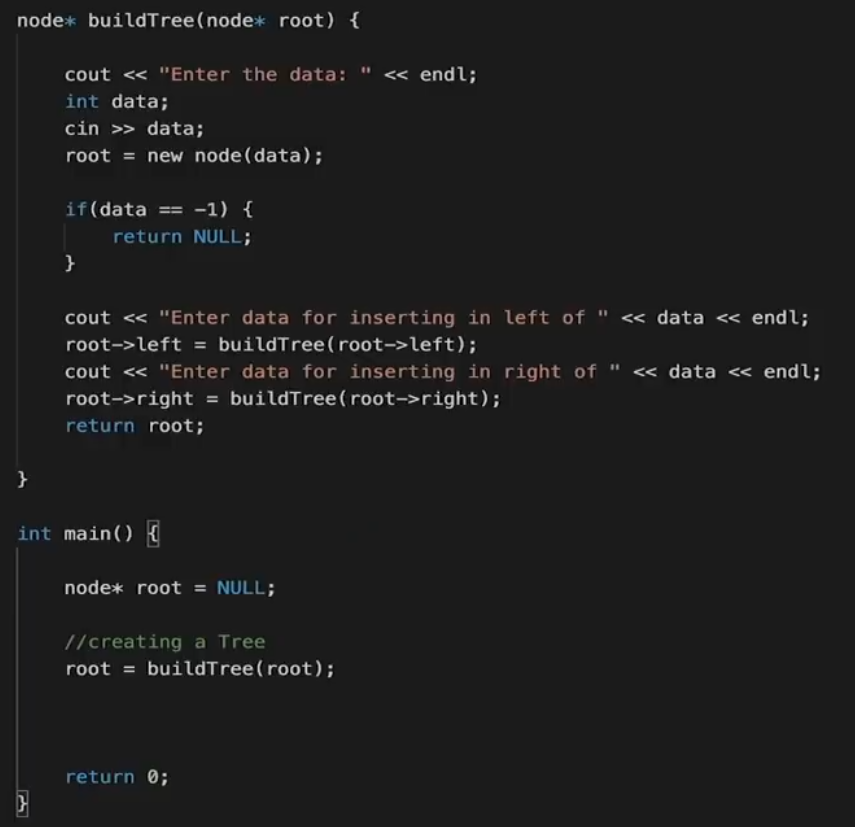 node* buildTree(node* root) {
cout << "Enter the data: " << endl;
int data;
cin >> data;
root = new node(data);
if(data == -1) {
return NULL;
}
cout << "Enter data for inserting in left of " << data << endl;
root->left = buildTree(root->left);
cout << "Enter data for inserting in right of " << data << endl;
root->right = buildTree(root->right);
return root;
}
int main() {
node* root = NULL;
//creating a Tree
root = buildTree(root);
return 0;
}